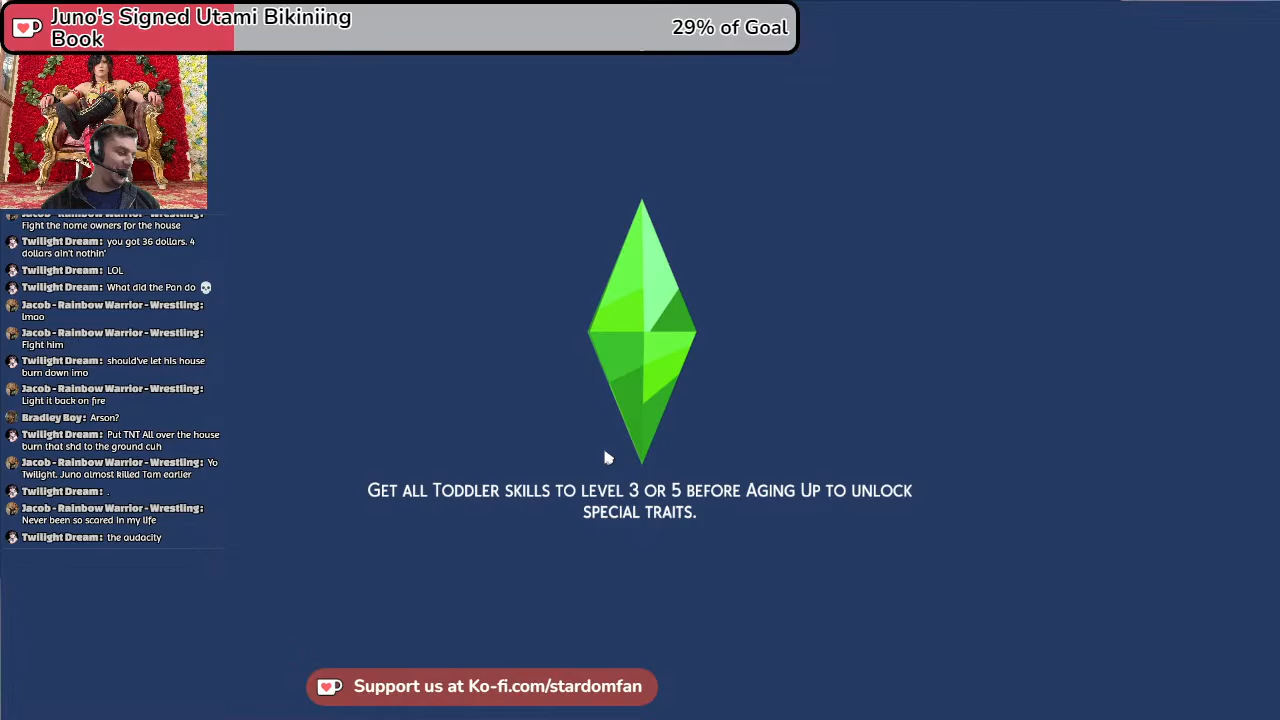 Juno's Signed Utami Bikiniing
Book
29% of Goal
Jacob - Rainbow Warrior - Wrestling:
Fight the home owners for the house
Twilight Dream: you got 36 dollars. 4
dollars ain't nothin'
Twilight Dream: LOL
Twilight Dream: What did the Pan do 💀
Jacob - Rainbow Warrior - Wrestling:
lmao
Jacob - Rainbow Warrior - Wrestling:
Fight him
Twilight Dream: should've let his house
burn down imo
Jacob - Rainbow Warrior - Wrestling:
Light it back on fire
Bradley Boy: Arson?
Twilight Dream: Put TNT All over the house
burn that shd to the ground cuh
Jacob - Rainbow Warrior - Wrestling: Yo
Twilight. Juno almost killed Tam earlier
Twilight Dream: .
Jacob - Rainbow Warrior - Wrestling:
Never been so scared in my life
Twilight Dream: the audacity
GET ALL TODDLER SKILLS TO LEVEL 3 OR 5 BEFORE AGING UP TO UNLOCK
SPECIAL TRAITS.
Support us at Ko-fi.com/stardomfan